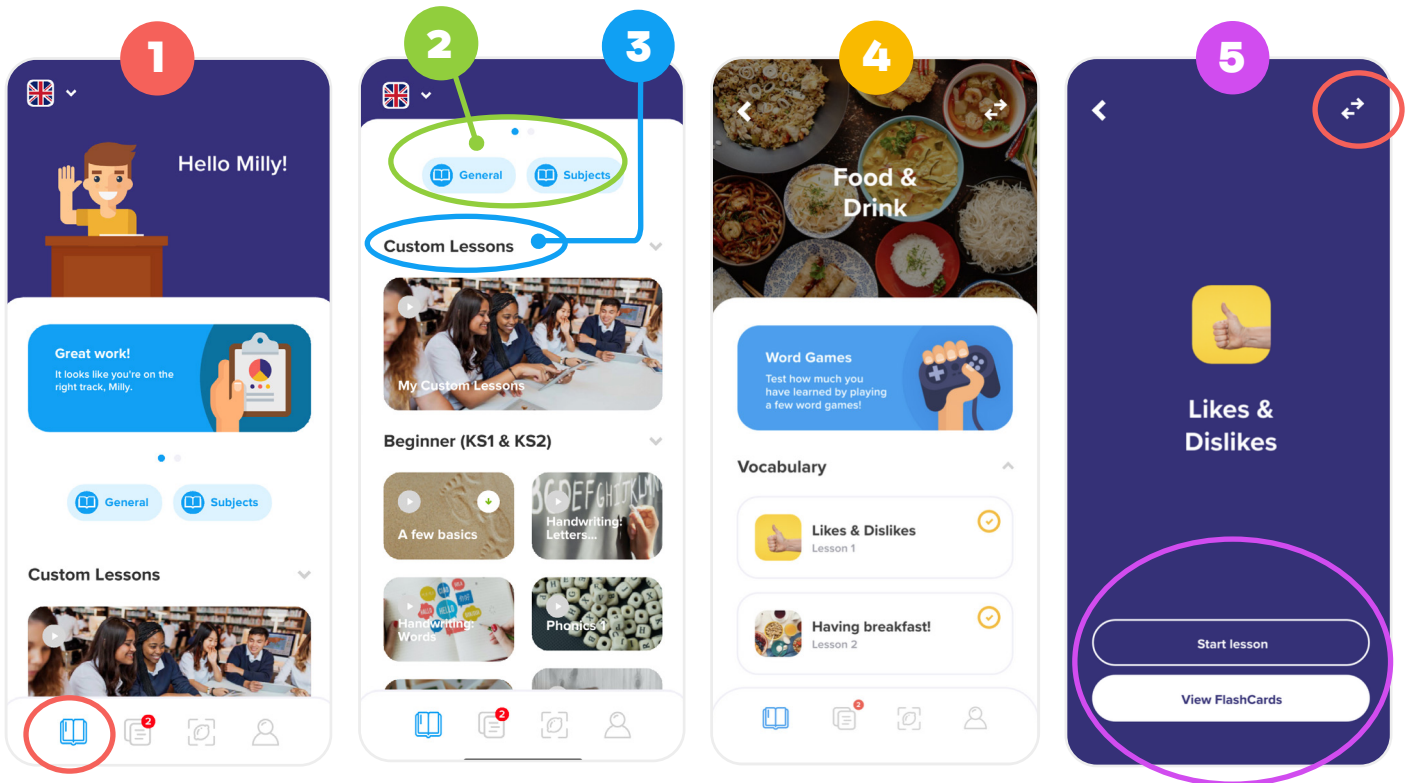 1
Hello Milly!
Great work!
It looks like you're on the
right track, Milly.
General
Subjects
Custom Lessons
2
2
3
General
Subjects
Custom Lessons
My Custom Lessons
Beginner (KS1 & KS2)
A few basics
BCDEFGHIJKLM
Handwriting:
Letters...
Handwriting:
Words
HELLO
Phonics 1
2
4
Food &
Drink
Word Games
Test how much you
have learned by playing
a few word games!
Vocabulary
Likes & Dislikes
Lesson 1
Having breakfast!
Lesson 2
2
5
Likes &
Dislikes
Start lesson
View FlashCards